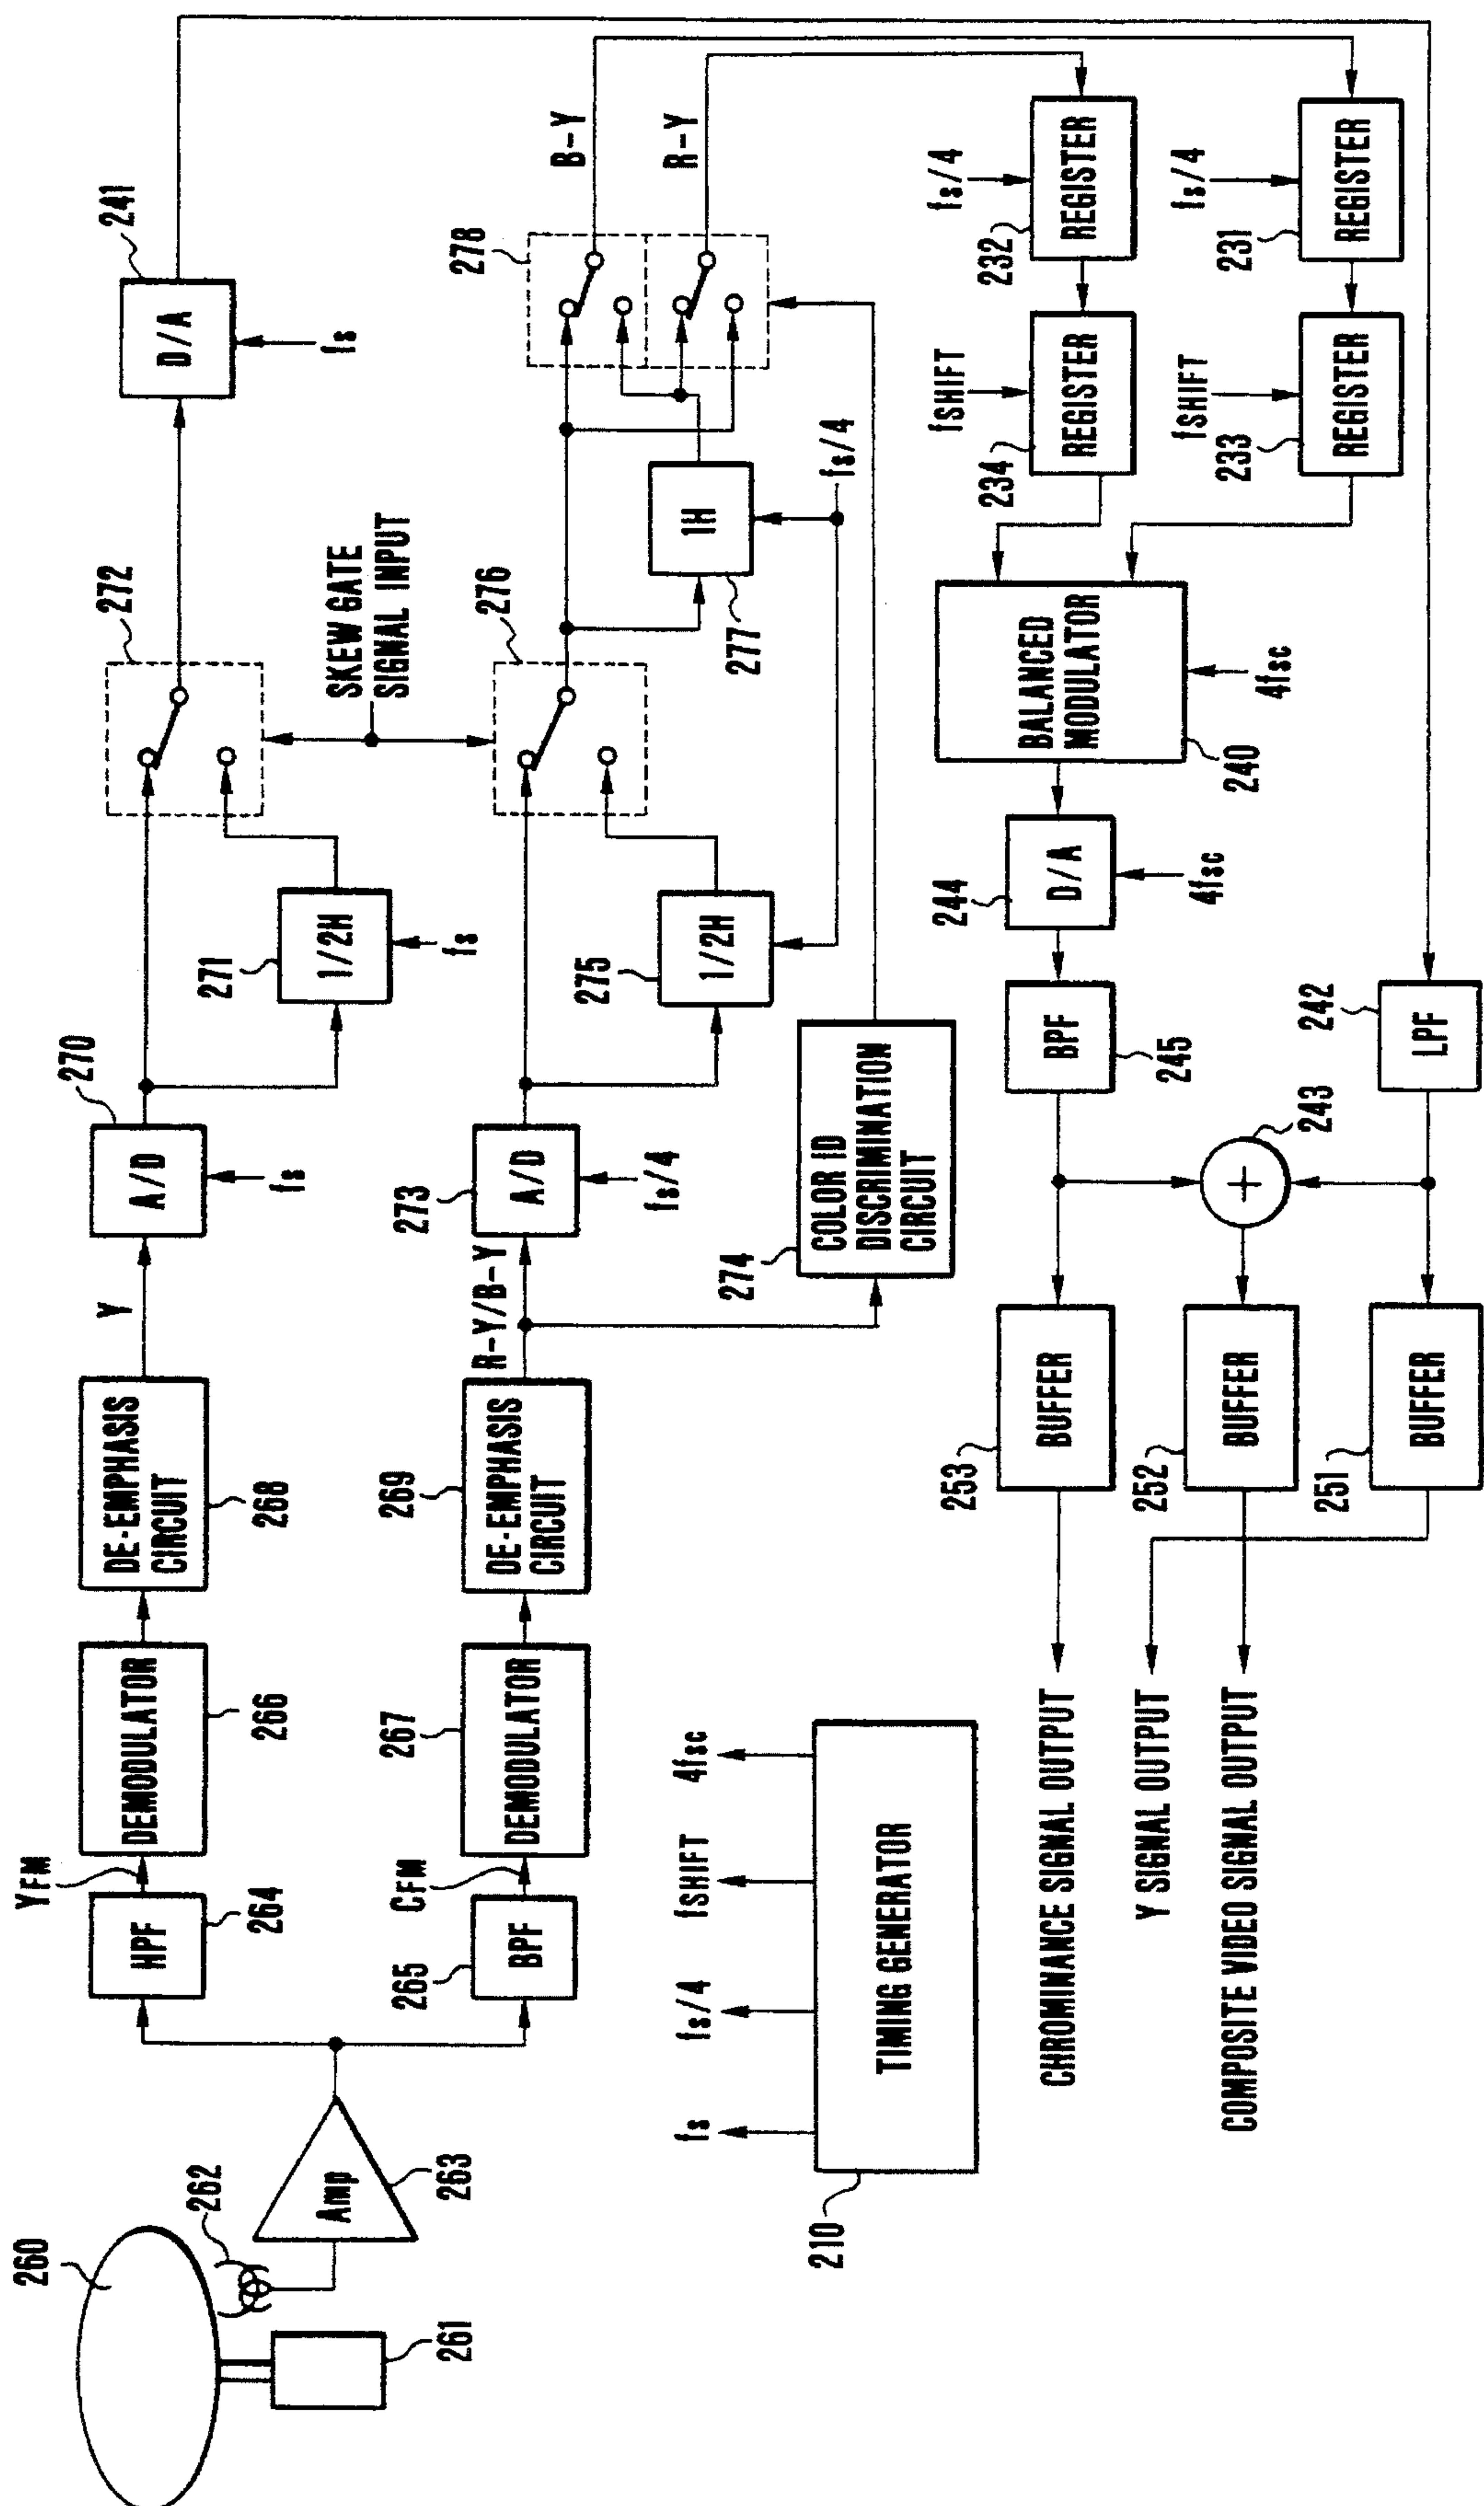 260
261
262
Amp
263
HPF
264
YFM
DEMODULATOR
266
DE-EMPHASIS
CIRCUIT
268
Y
A/D
270
fs
1/2H
271
fs
272
SKEW GATE
SIGNAL INPUT
D/A
241
fs
BPF
265
CFM
DEMODULATOR
267
DE-EMPHASIS
CIRCUIT
269
R-Y/B-Y
A/D
273
fs/4
1/2H
275
276
1H
277
fs/4
278
B-Y
R-Y
COLOR ID
DISCRIMINATION
CIRCUIT
274
TIMING GENERATOR
210
fs
fs/4
fSHIFT
4fsc
REGISTER
232
fs/4
REGISTER
231
fs/4
REGISTER
234
fSHIFT
REGISTER
233
fSHIFT
BALANCED
MODULATOR
240
4fsc
D/A
244
4fsc
BPF
245
LPF
242
+
243
BUFFER
253
BUFFER
252
BUFFER
251
CHROMINANCE SIGNAL OUTPUT
Y SIGNAL OUTPUT
COMPOSITE VIDEO SIGNAL OUTPUT